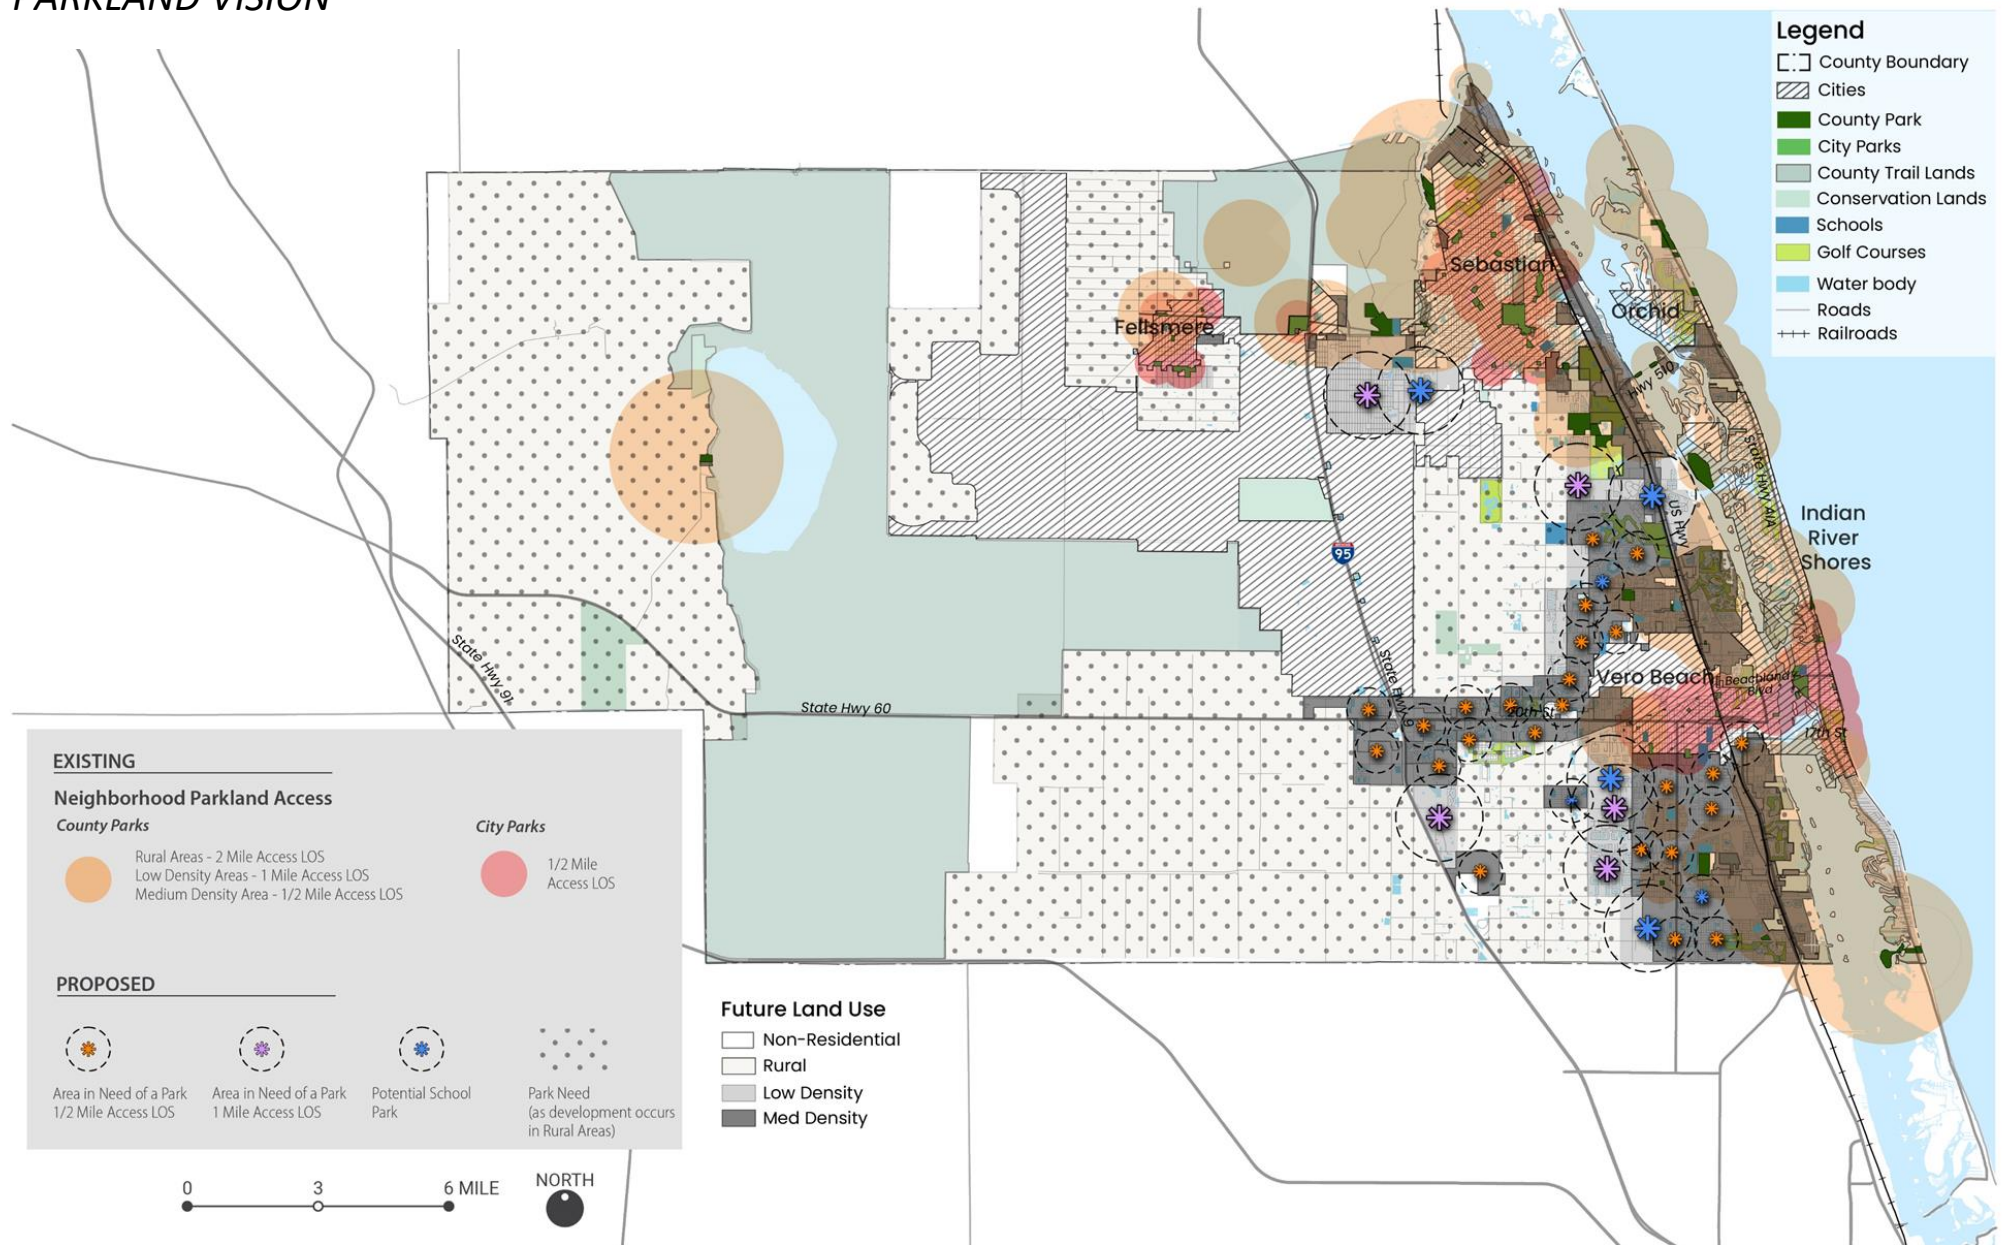 PARKLAND VISION
Legend
County Boundary
Cities
County Park
City Parks
County Trail Lands
Conservation Lands
Schools
Golf Courses
Water body
Roads
Railroads
Sebastian
Orchid
Fellsmere
Hwy 510
State Hwy A1A
US Hwy
Indian
River
Shores
95
State Hwy 91
State Hwy 60
State Hwy 9
Vero Beach
Beachland
Blvd
20th St
17th St
EXISTING
Neighborhood Parkland Access
County Parks
Rural Areas - 2 Mile Access LOS
Low Density Areas - 1 Mile Access LOS
Medium Density Area - 1/2 Mile Access LOS
City Parks
1/2 Mile
Access LOS
PROPOSED
Area in Need of a Park
1/2 Mile Access LOS
Area in Need of a Park
1 Mile Access LOS
Potential School
Park
Park Need
(as development occurs
in Rural Areas)
Future Land Use
Non-Residential
Rural
Low Density
Med Density
0 3 6 MILE
NORTH